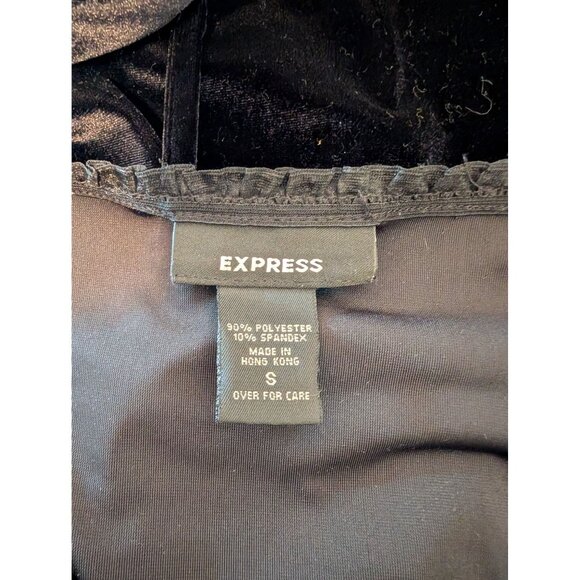 EXPRESS
90% POLYESTER
10% SPANDEX
MADE IN
HONG KONG
S
OVER FOR CARE